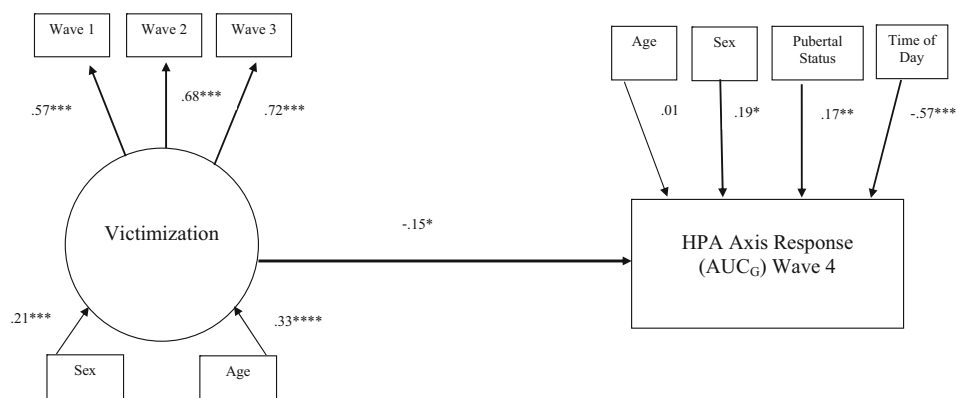 Wave 1
Wave 2
Wave 3
Age
Sex
Pubertal
Status
Time of
Day
.57***
.68***
.72***
.01
.19*
.17**
-.57***
Victimization
-.15*
HPA Axis Response
(AUCG) Wave 4
.21***
.33****
Sex
Age